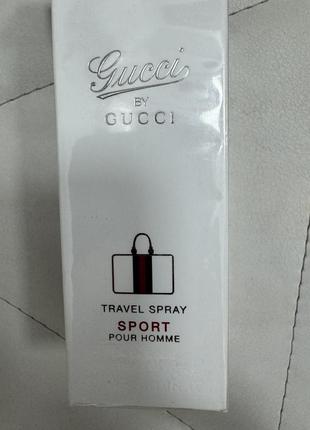 Gucci
BY
GUCCI
TRAVEL SPRAY
SPORT
POUR HOMME